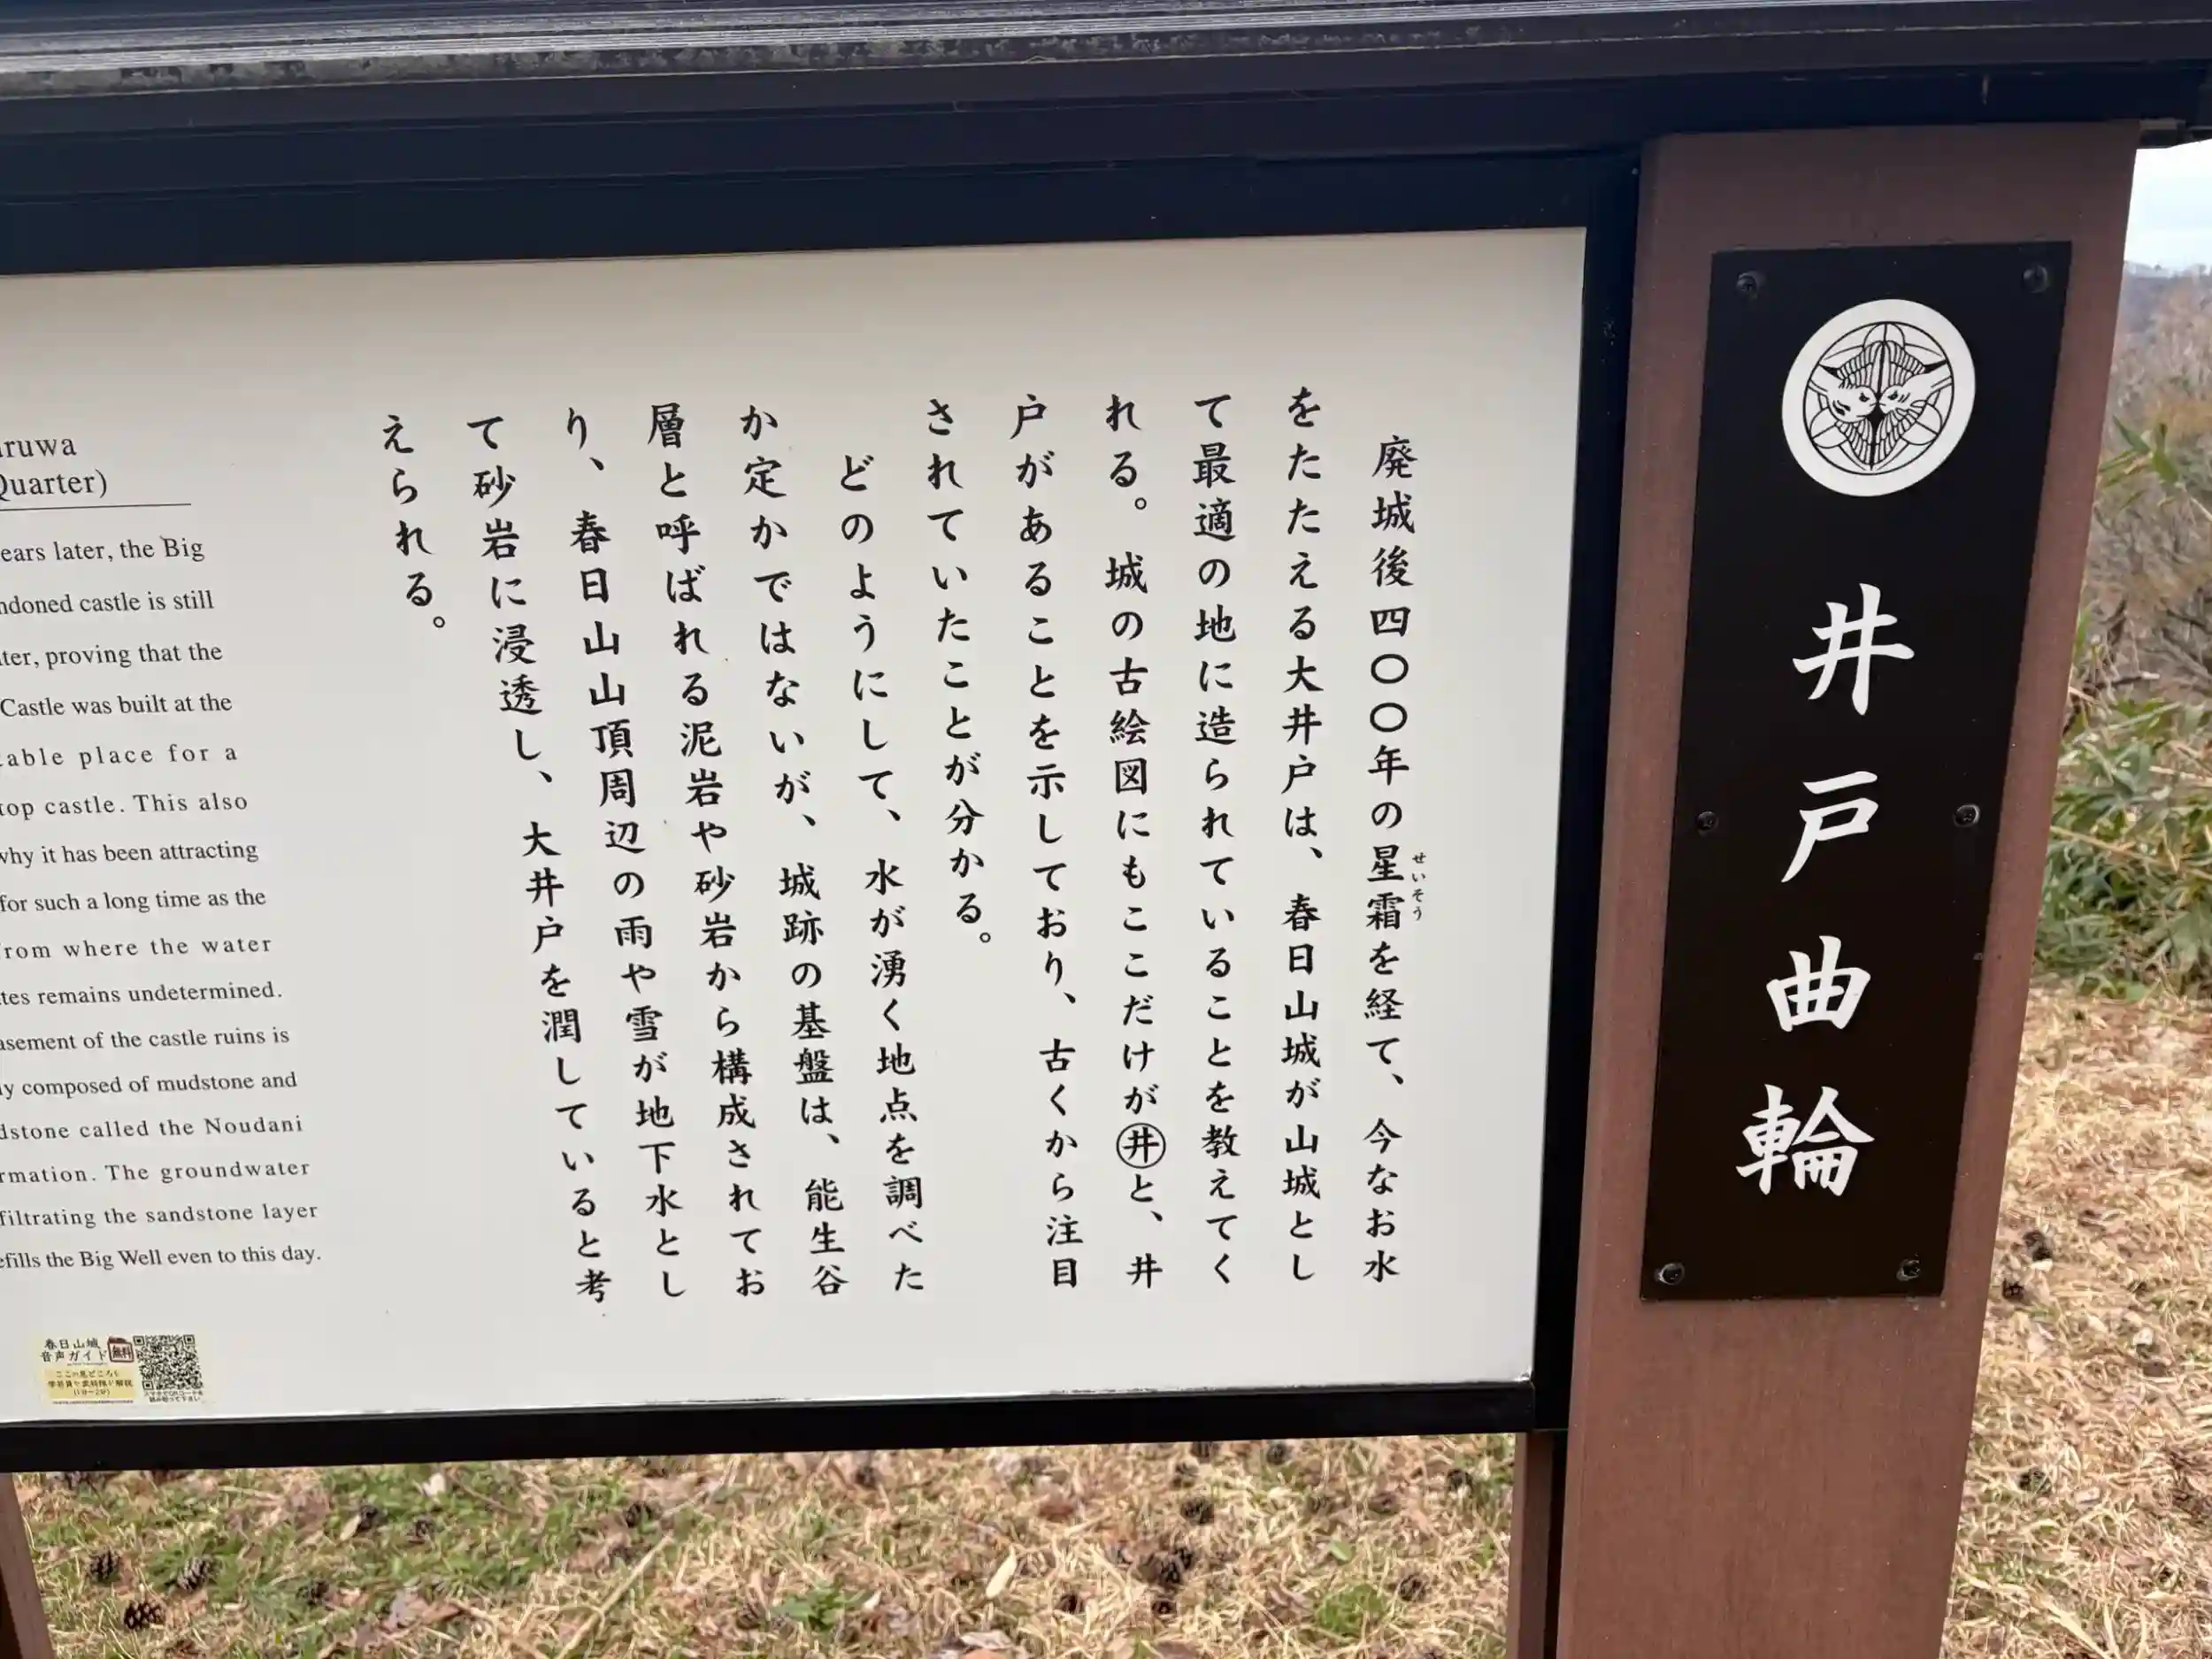 井戸曲輪
廃城後四〇〇年の星霜を経て、今なお水
せいそう
をたたえる大井戸は、春日山城が山城とし
て最適の地に造られていることを教えてく
れる。城の古絵図にもここだけが㊓と、井
戸があることを示しており、古くから注目
されていたことが分かる。
どのようにして、水が湧く地点を調べた
か定かではないが、城跡の基盤は、能生谷
層と呼ばれる泥岩や砂岩から構成されてお
り、春日山山頂周辺の雨や雪が地下水とし
て砂岩に浸透し、大井戸を潤していると考
えられる。
ruwa
Quarter)
ears later, the Big
ndoned castle is still
ter, proving that the
Castle was built at the
able place for a
top castle. This also
why it has been attracting
for such a long time as the
rom where the water
tes remains undetermined.
asement of the castle ruins is
ly composed of mudstone and
dstone called the Noudani
rmation. The groundwater
filtrating the sandstone layer
efills the Big Well even to this day.
春日山城
音声ガイド 無料